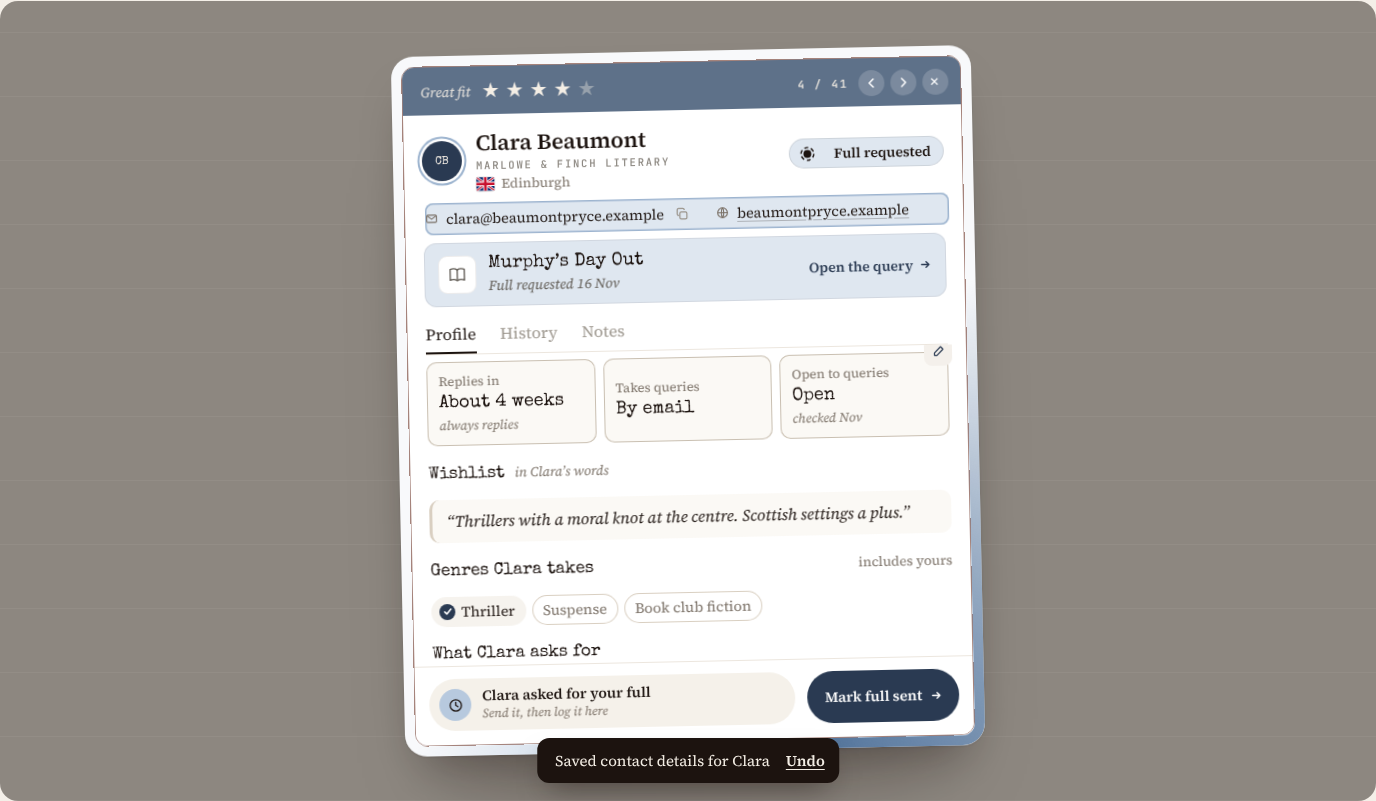 Great fit
4 / 41
CB
Clara Beaumont
MARLOWE & FINCH LITERARY
Edinburgh
Full requested
clara@beaumontpryce.example
beaumontpryce.example
Murphy’s Day Out
Full requested 16 Nov
Open the query
Profile History Notes
Replies in
About 4 weeks
always replies
Takes queries
By email
Open to queries
Open
checked Nov
Wishlist in Clara’s words
“Thrillers with a moral knot at the centre. Scottish settings a plus.”
Genres Clara takes
includes yours
Thriller Suspense Book club fiction
What Clara asks for
Clara asked for your full
Send it, then log it here
Mark full sent
Saved contact details for Clara Undo